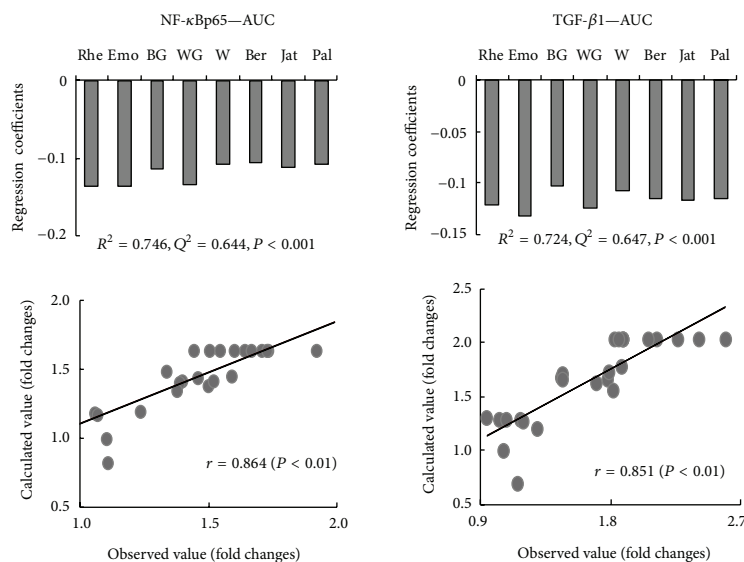 NF-κBp65—AUC
Rhe Emo BG WG W Ber Jat Pal
0
−0.1
−0.2
Regression coefficients
R² = 0.746, Q² = 0.644, P < 0.001
TGF-β1—AUC
Rhe Emo BG WG W Ber Jat Pal
0
−0.05
−0.1
−0.15
Regression coefficients
R² = 0.724, Q² = 0.647, P < 0.001
2.0
1.5
1.0
0.5
Calculated value (fold changes)
r = 0.864 (P < 0.01)
1.0 1.5 2.0
Observed value (fold changes)
2.5
2.0
1.5
1.0
0.5
Calculated value (fold changes)
r = 0.851 (P < 0.01)
0.9 1.8 2.7
Observed value (fold changes)